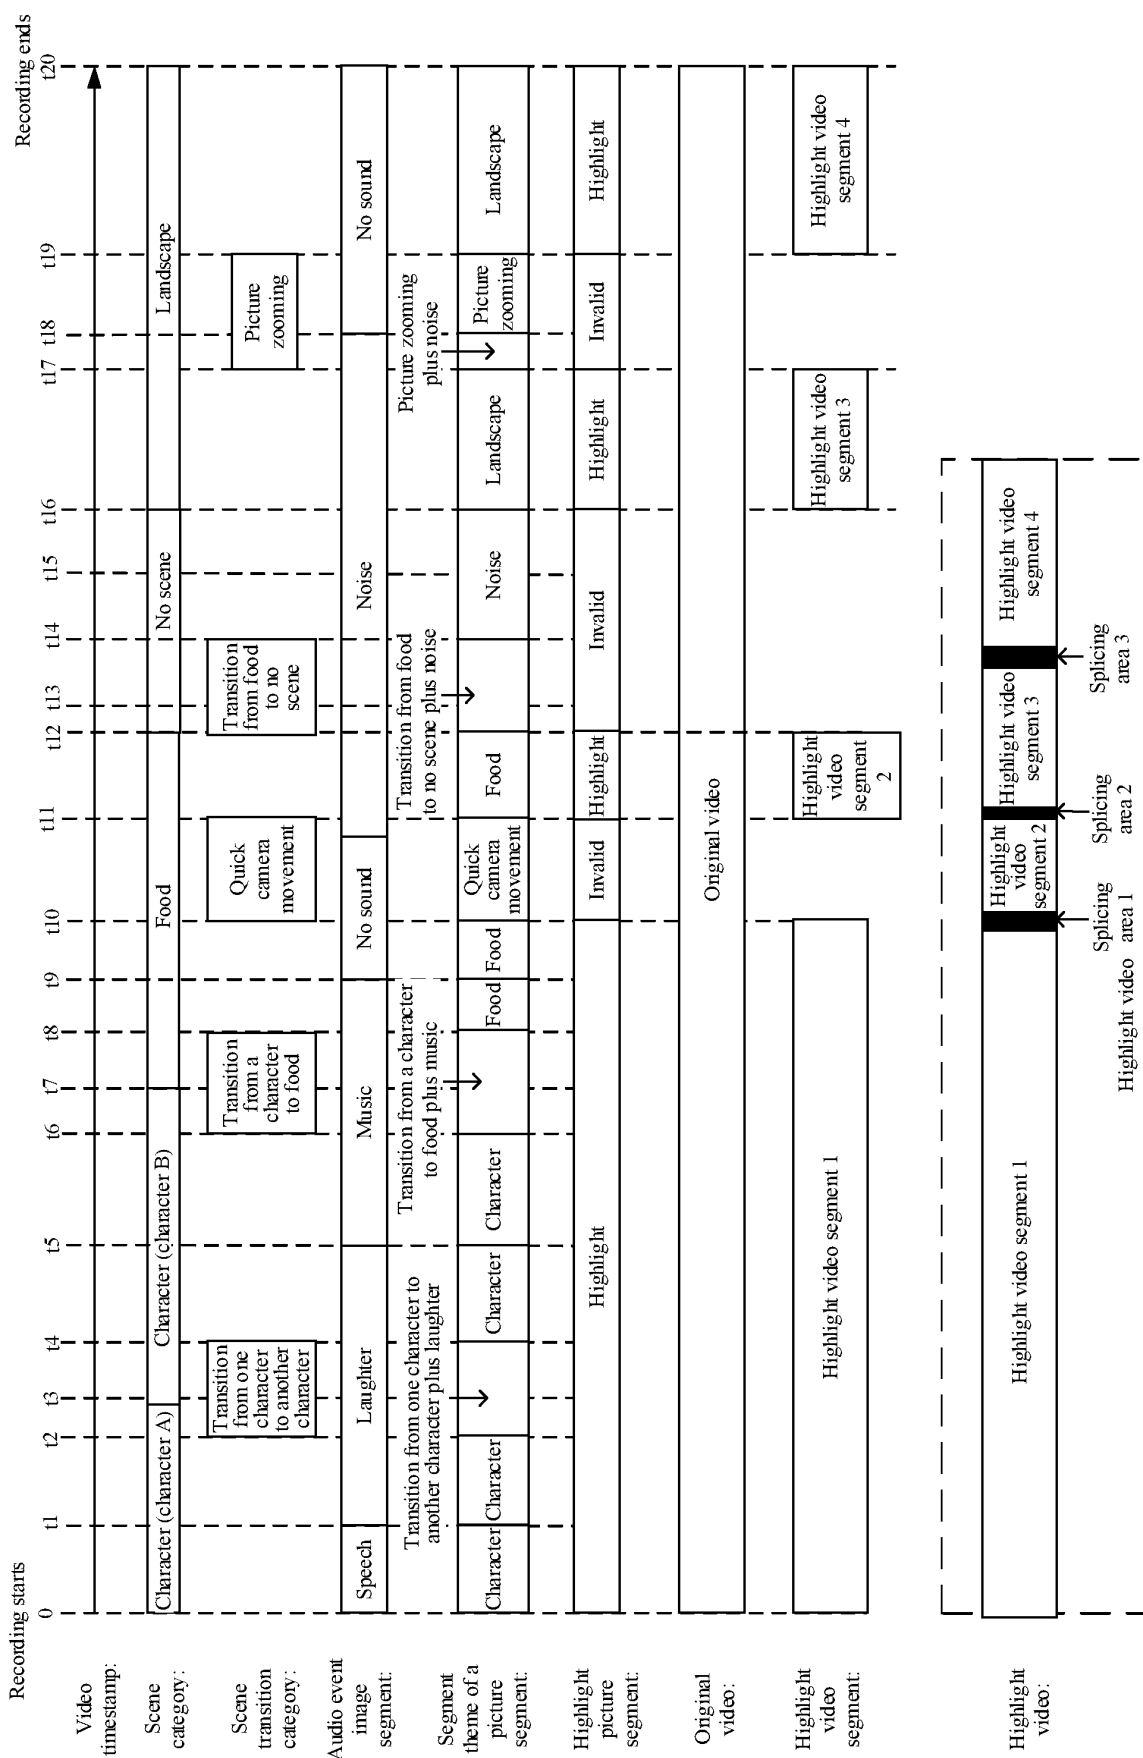 Recording starts
Recording ends
Video
timestamp:
0
t1
t2
t3
t4
t5
t6
t7
t8
t9
t10
t11
t12
t13
t14
t15
t16
t17
t18
t19
t20
Scene
category:
Character (character A)
Character (character B)
Food
No scene
Landscape
Scene
transition
category:
Transition
from one
character
to another
character
Transition
from a
character
to food
Quick
camera
movement
Transition
from food
to no
scene
Picture
zooming
Audio event
image
segment:
Speech
Laughter
Music
No sound
Noise
No sound
Transition from one character to
another character plus laughter
Transition from a character
to food plus music
Transition from food
to no scene plus noise
Picture zooming
plus noise
Segment
theme of a
picture
segment:
Character
Character
Character
Character
Food
Food
Quick
camera
movement
Food
Noise
Landscape
Picture
zooming
Landscape
Highlight
picture
segment:
Highlight
Invalid
Highlight
Invalid
Highlight
Invalid
Highlight
Original
video:
Original video
Highlight
video
segment:
Highlight video segment 1
Highlight
video
segment
2
Highlight video
segment 3
Highlight video
segment 4
Highlight
video:
Highlight video segment 1
Highlight
video
segment 2
Highlight video
segment 3
Highlight video
segment 4
Splicing
area 1
Splicing
area 2
Splicing
area 3
Highlight video